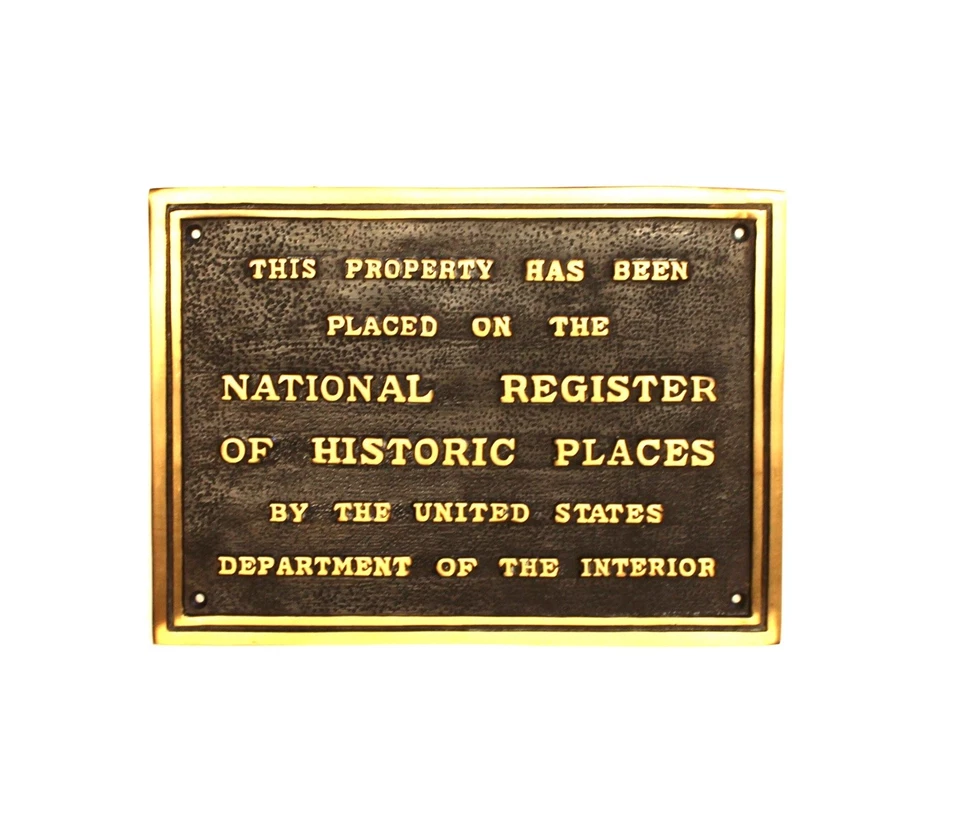 THIS PROPERTY HAS BEEN
PLACED ON THE
NATIONAL REGISTER
OF HISTORIC PLACES
BY THE UNITED STATES
DEPARTMENT OF THE INTERIOR